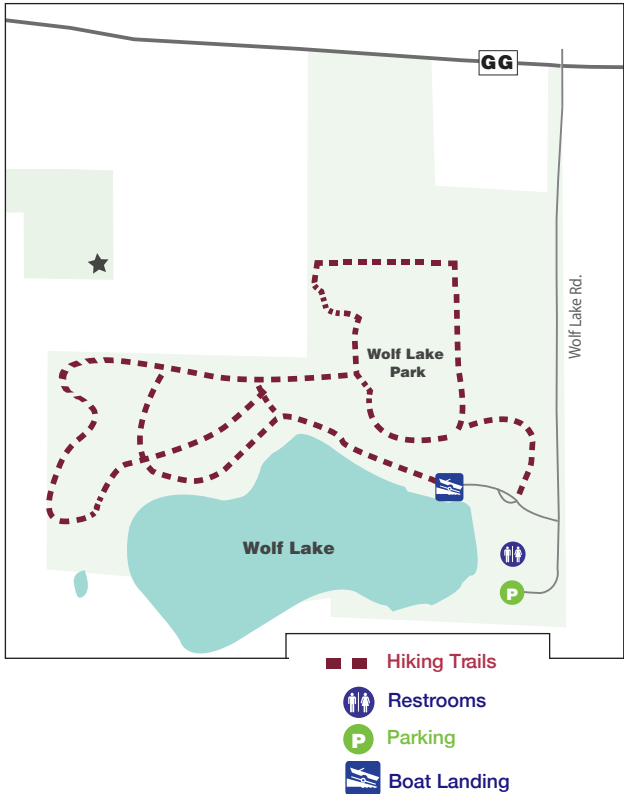 GG
Wolf Lake Rd.
Wolf Lake
Park
Wolf Lake
P
Hiking Trails
Restrooms
P
Parking
Boat Landing